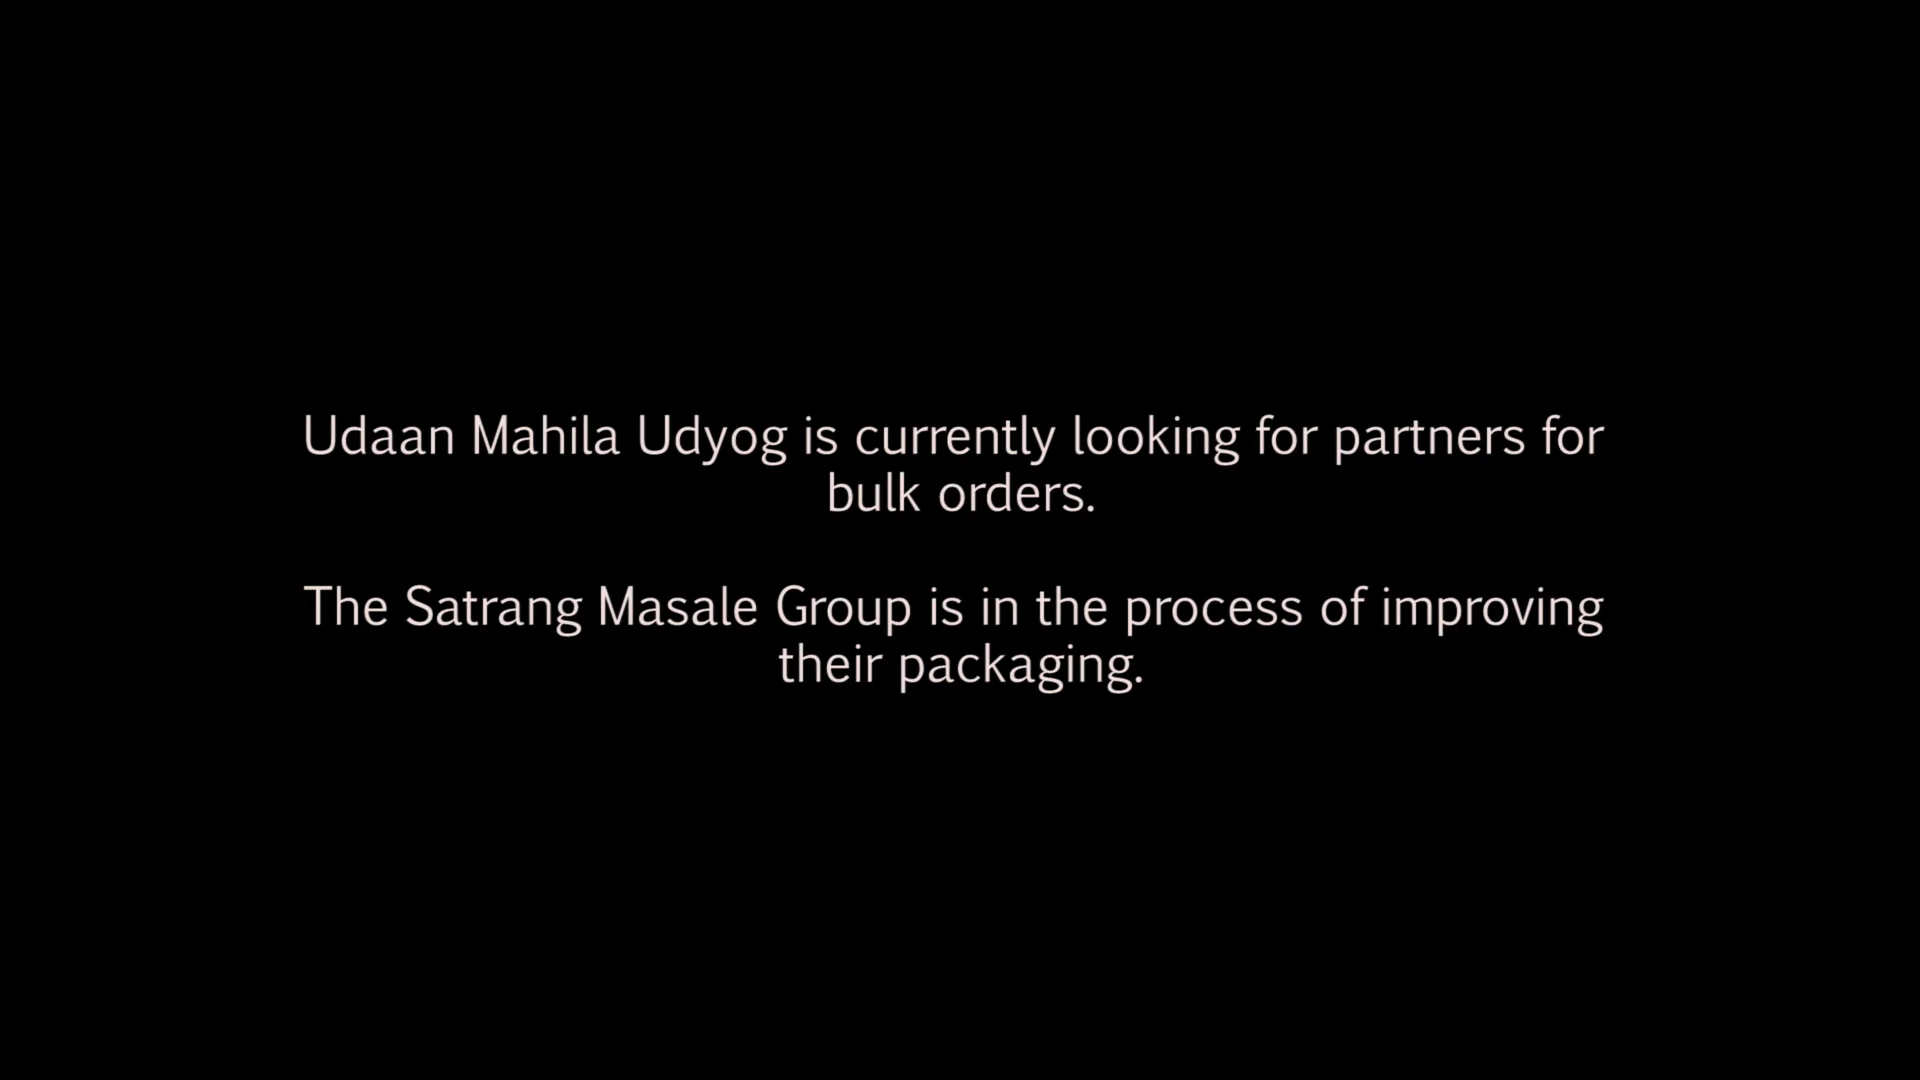 Udaan Mahila Udyog is currently looking for partners for
bulk orders.
The Satrang Masale Group is in the process of improving
their packaging.